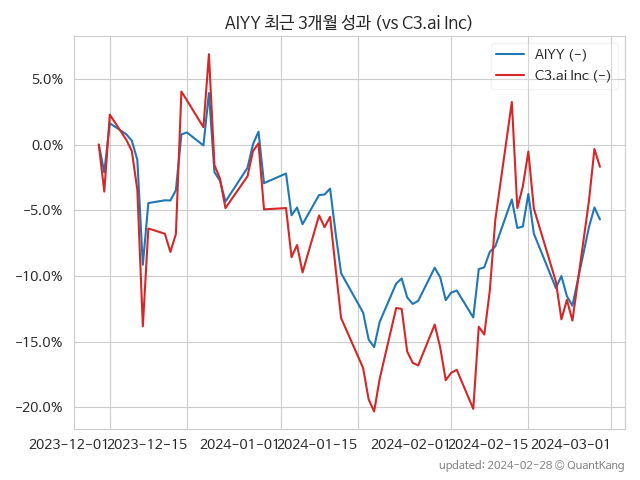 AIYY 최근 3개월 성과 (vs C3.ai Inc)
AIYY (-)
C3.ai Inc (-)
5.0%
0.0%
-5.0%
-10.0%
-15.0%
-20.0%
2023-12-01 2023-12-15 2024-01-01 2024-01-15 2024-02-01 2024-02-15 2024-03-01
updated: 2024-02-28 © QuantKang